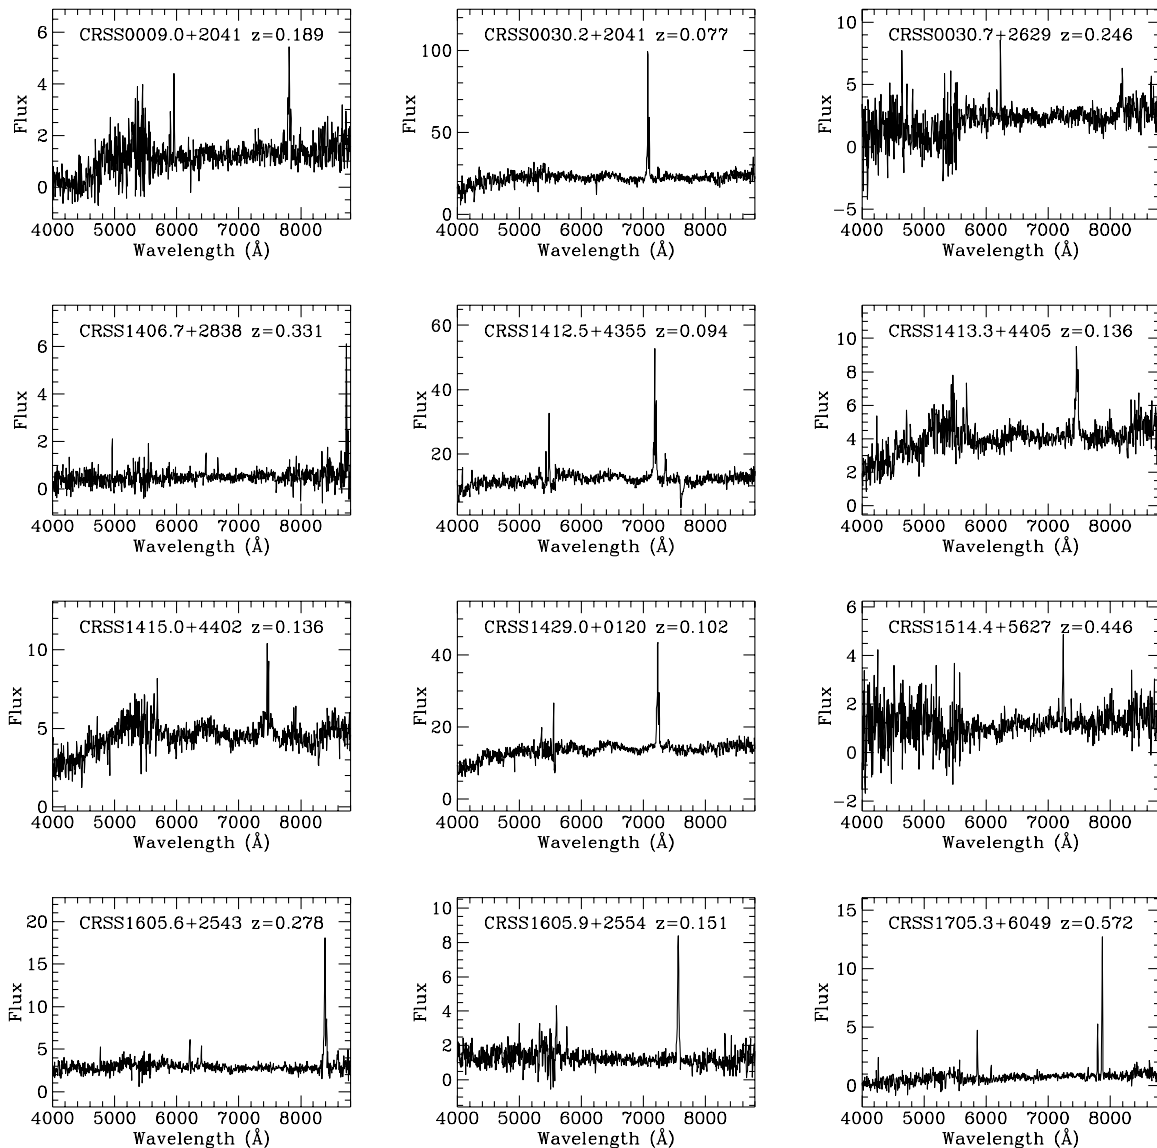 CRSS0009.0+2041 z=0.189
Flux
6
4
2
0
4000 5000 6000 7000 8000
Wavelength (Å)
CRSS0030.2+2041 z=0.077
Flux
100
50
0
4000 5000 6000 7000 8000
Wavelength (Å)
CRSS0030.7+2629 z=0.246
Flux
10
5
0
−5
4000 5000 6000 7000 8000
Wavelength (Å)
CRSS1406.7+2838 z=0.331
Flux
6
4
2
0
4000 5000 6000 7000 8000
Wavelength (Å)
CRSS1412.5+4355 z=0.094
Flux
60
40
20
4000 5000 6000 7000 8000
Wavelength (Å)
CRSS1413.3+4405 z=0.136
Flux
10
8
6
4
2
0
4000 5000 6000 7000 8000
Wavelength (Å)
CRSS1415.0+4402 z=0.136
Flux
10
5
0
4000 5000 6000 7000 8000
Wavelength (Å)
CRSS1429.0+0120 z=0.102
Flux
40
20
0
4000 5000 6000 7000 8000
Wavelength (Å)
CRSS1514.4+5627 z=0.446
Flux
6
4
2
0
−2
4000 5000 6000 7000 8000
Wavelength (Å)
CRSS1605.6+2543 z=0.278
Flux
20
15
10
5
0
4000 5000 6000 7000 8000
Wavelength (Å)
CRSS1605.9+2554 z=0.151
Flux
10
8
6
4
2
0
4000 5000 6000 7000 8000
Wavelength (Å)
CRSS1705.3+6049 z=0.572
Flux
15
10
5
0
4000 5000 6000 7000 8000
Wavelength (Å)